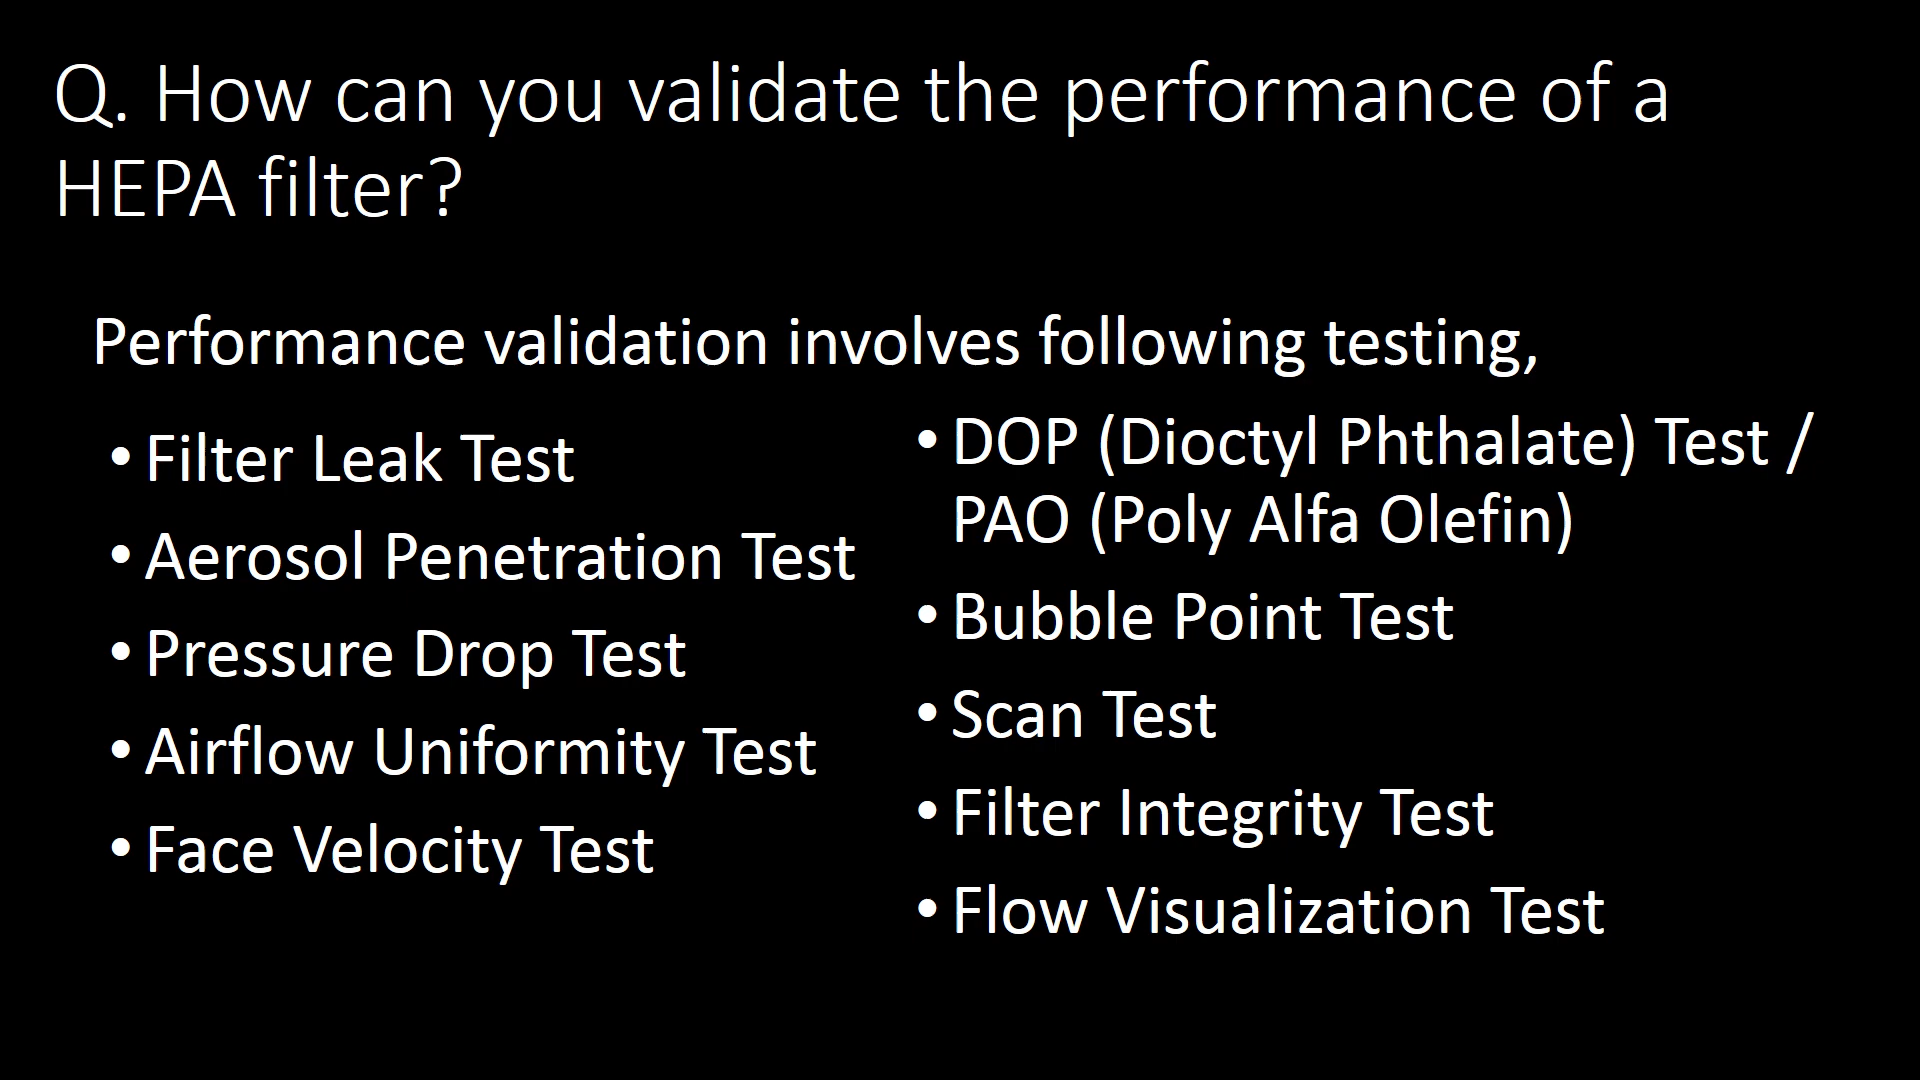 Q. How can you validate the performance of a
HEPA filter?
Performance validation involves following testing,
• Filter Leak Test
• Aerosol Penetration Test
• Pressure Drop Test
• Airflow Uniformity Test
• Face Velocity Test
• DOP (Dioctyl Phthalate) Test /
PAO (Poly Alfa Olefin)
• Bubble Point Test
• Scan Test
• Filter Integrity Test
• Flow Visualization Test